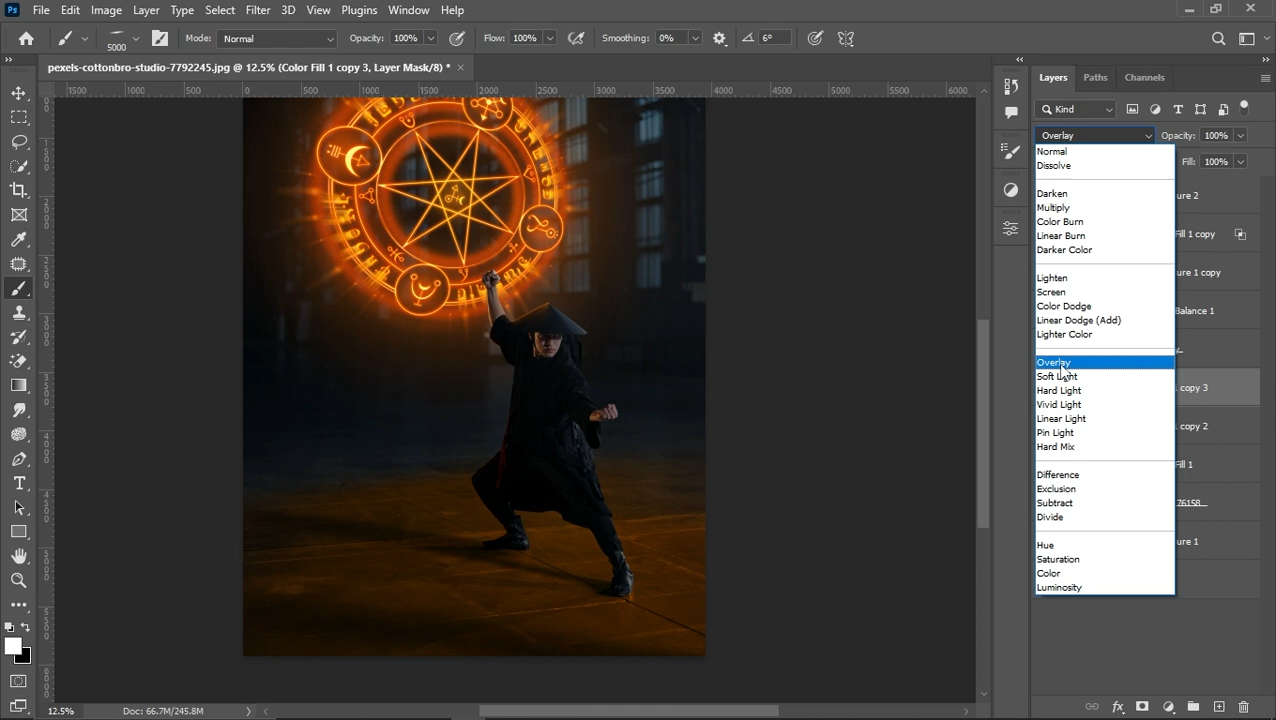 Ps File Edit Image Layer Type Select Filter 3D View Plugins Window Help
5000 Mode: Normal Opacity: 100% Flow: 100% Smoothing: 0% 6°
pexels-cottonbro-studio-7792245.jpg @ 12.5% (Color Fill 1 copy 3, Layer Mask/8) * ×
1500 1000 500 0 500 1000 1500 2000 2500 3000 3500 4000 4500 5000 5500 6000
Layers Paths Channels
Kind
Overlay Opacity: 100%
Fill: 100%
Normal
Dissolve
Darken
Multiply
Color Burn
Linear Burn
Darker Color
Lighten
Screen
Color Dodge
Linear Dodge (Add)
Lighter Color
Overlay
Soft Light
Hard Light
Vivid Light
Linear Light
Pin Light
Hard Mix
Difference
Exclusion
Subtract
Divide
Hue
Saturation
Color
Luminosity
ure 2
Fill 1 copy
ure 1 copy
Balance 1
copy 3
copy 2
Fill 1
76158...
ure 1
12.5% Doc: 66.7M/245.8M